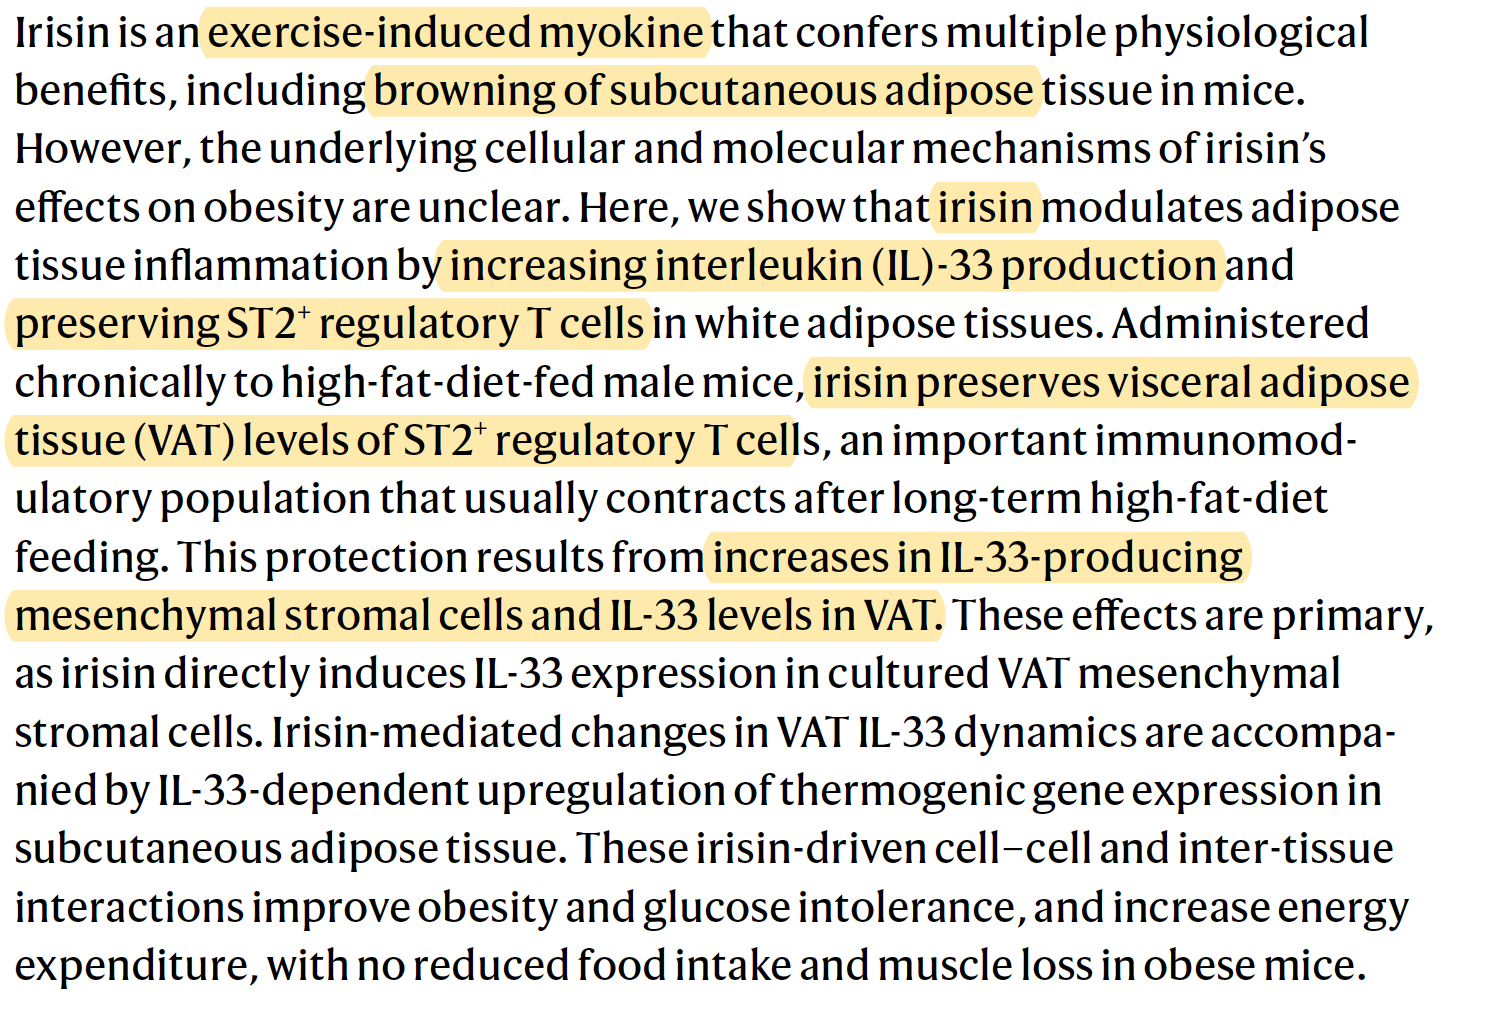 Irisin is an exercise-induced myokine that confers multiple physiological
benefits, including browning of subcutaneous adipose tissue in mice.
However, the underlying cellular and molecular mechanisms of irisin’s
effects on obesity are unclear. Here, we show that irisin modulates adipose
tissue inflammation by increasing interleukin (IL)-33 production and
preserving ST2⁺ regulatory T cells in white adipose tissues. Administered
chronically to high-fat-diet-fed male mice, irisin preserves visceral adipose
tissue (VAT) levels of ST2⁺ regulatory T cells, an important immunomod-
ulatory population that usually contracts after long-term high-fat-diet
feeding. This protection results from increases in IL-33-producing
mesenchymal stromal cells and IL-33 levels in VAT. These effects are primary,
as irisin directly induces IL-33 expression in cultured VAT mesenchymal
stromal cells. Irisin-mediated changes in VAT IL-33 dynamics are accompa-
nied by IL-33-dependent upregulation of thermogenic gene expression in
subcutaneous adipose tissue. These irisin-driven cell–cell and inter-tissue
interactions improve obesity and glucose intolerance, and increase energy
expenditure, with no reduced food intake and muscle loss in obese mice.